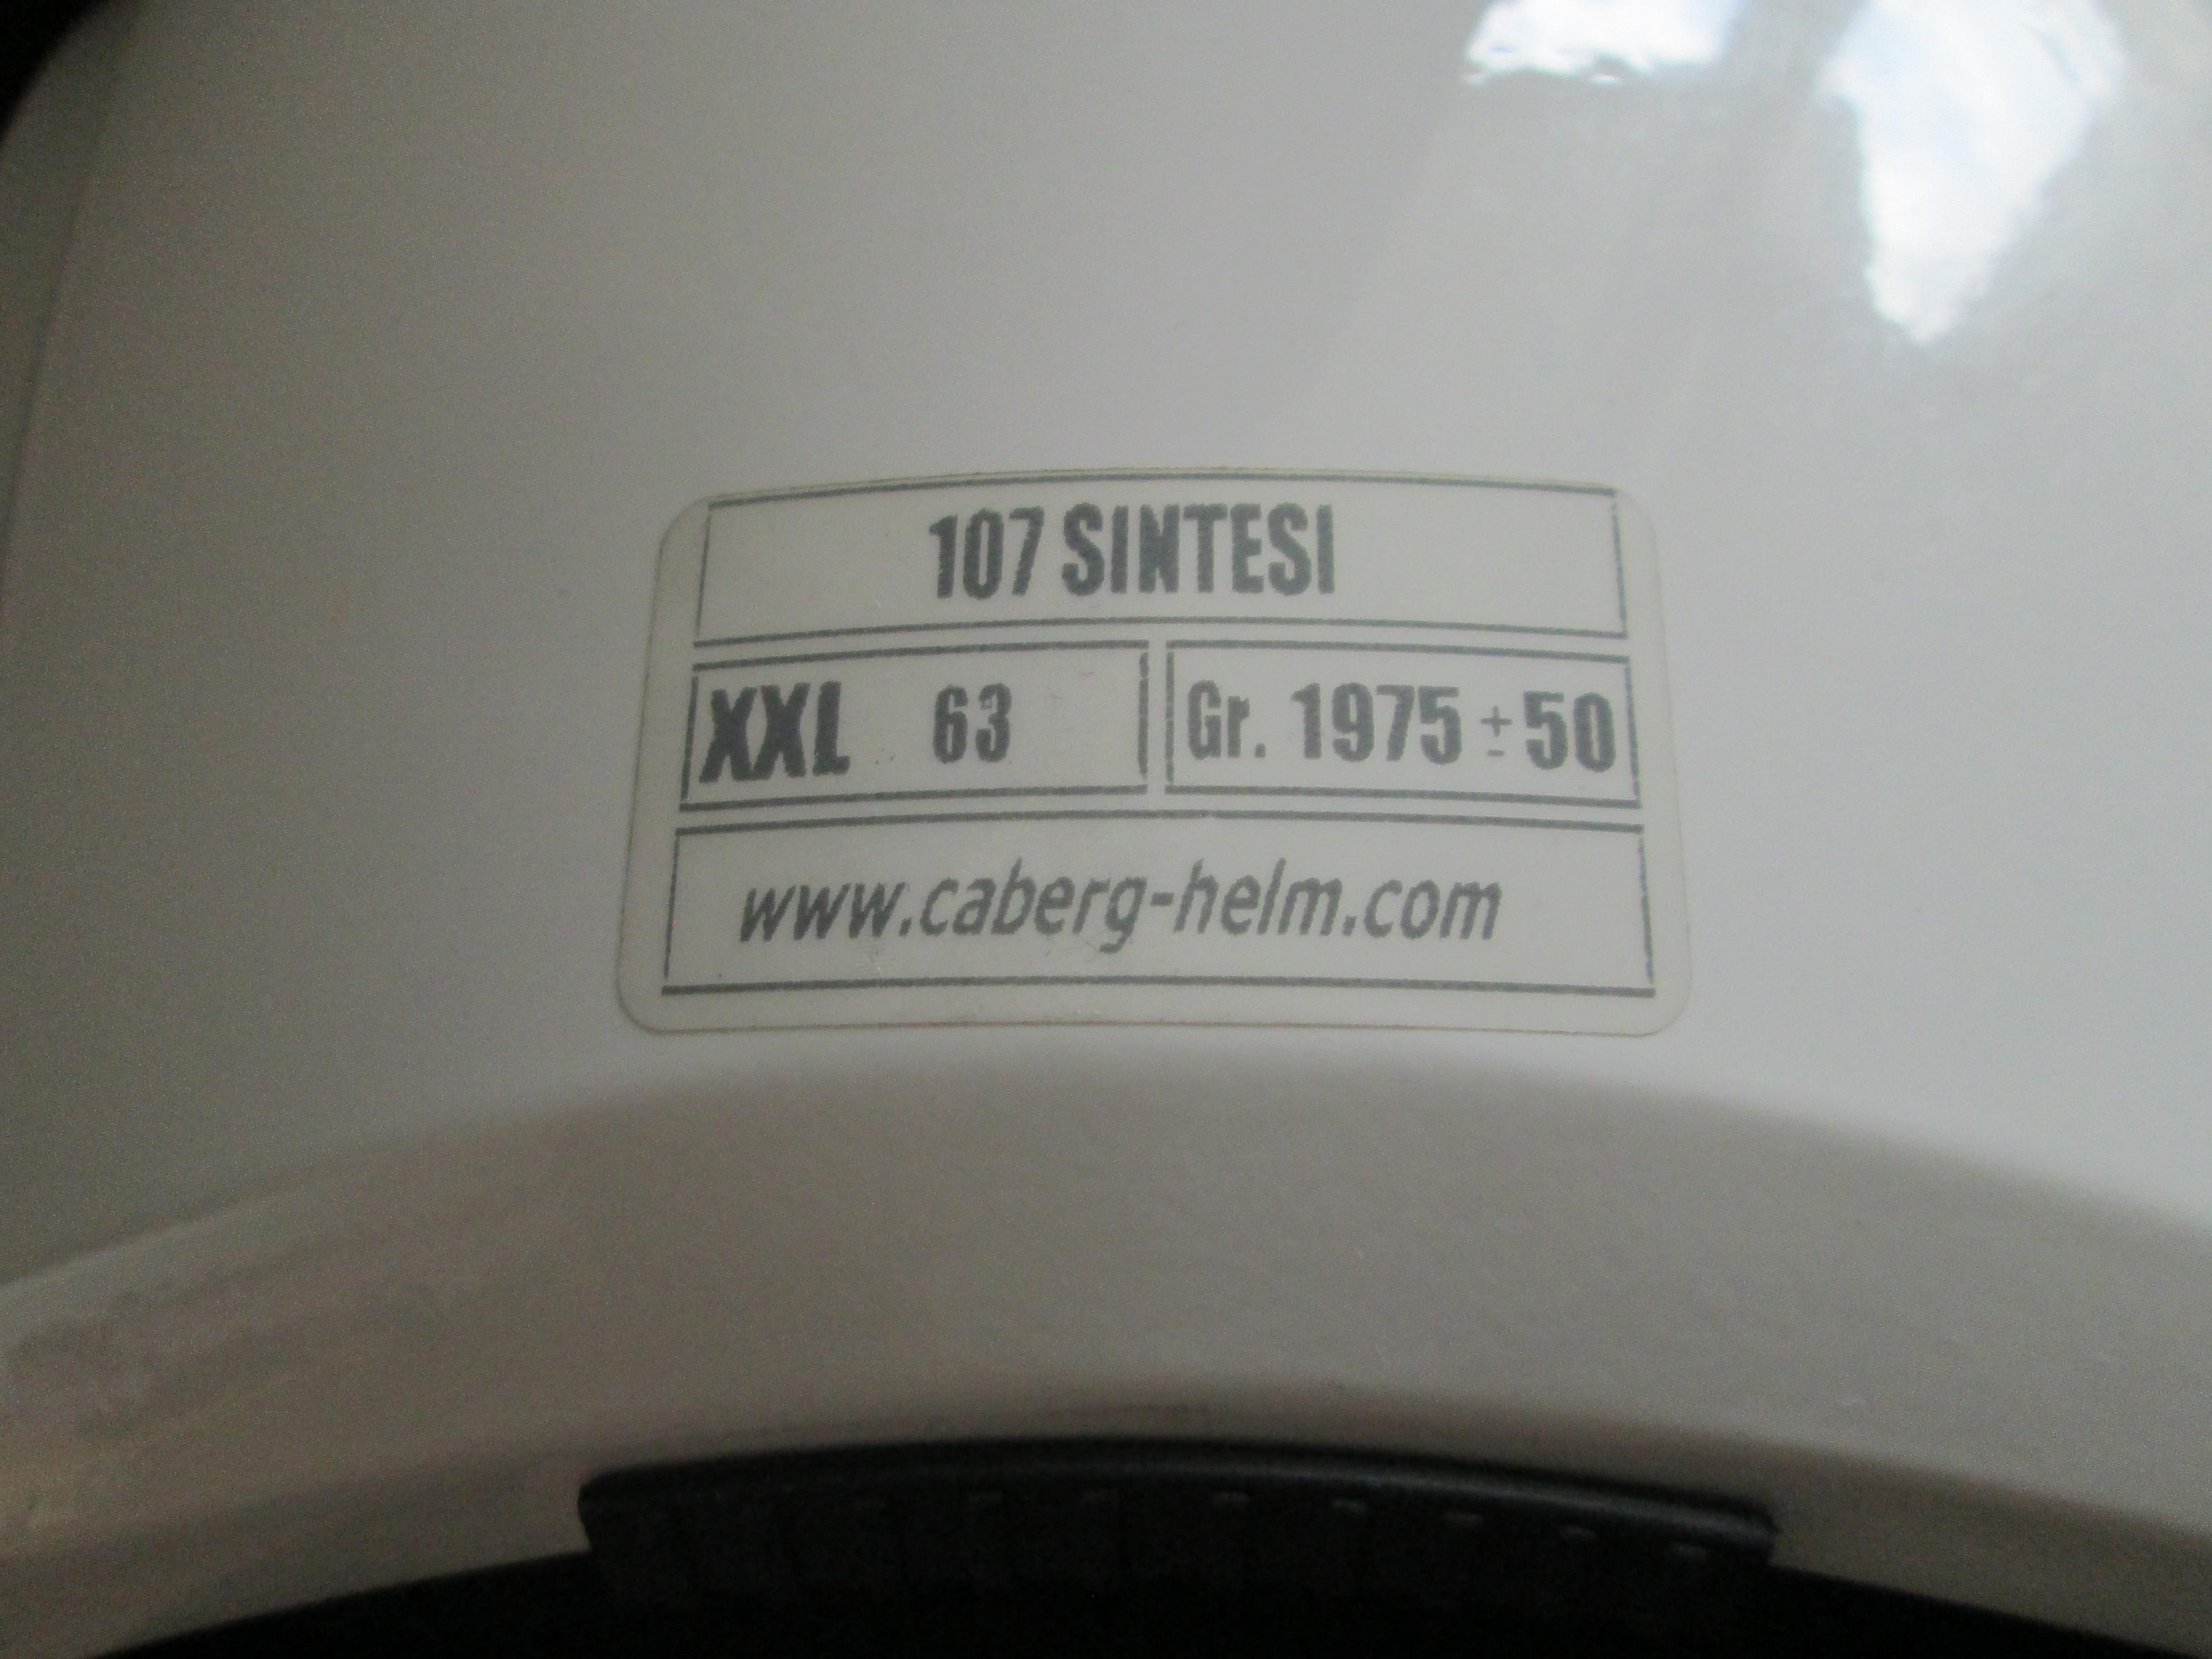 107 SINTESI
XXL 63 Gr. 1975 ± 50
www.caberg-helm.com